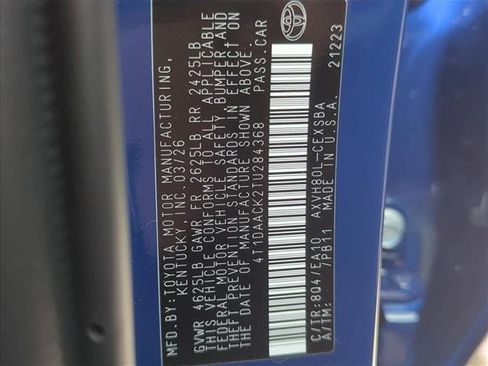 MFD.BY:TOYOTA MOTOR MANUFACTURING,
KENTUCKY, INC. 03/26
GVWR 4625LB GAWR FR 2625LB RR 2425LB
THIS VEHICLE CONFORMS TO ALL APPLICABLE
FEDERAL MOTOR VEHICLE SAFETY, BUMPER, AND
THEFT PREVENTION STANDARDS IN EFFECT ON
THE DATE OF MANUFACTURE SHOWN ABOVE.
4T1DAACK2TU284368 PASS.CAR
C/TR:8Q4/EA10 AXVH80L-CEXSBA
A/TM: /PB11 MADE IN U.S.A.
21223